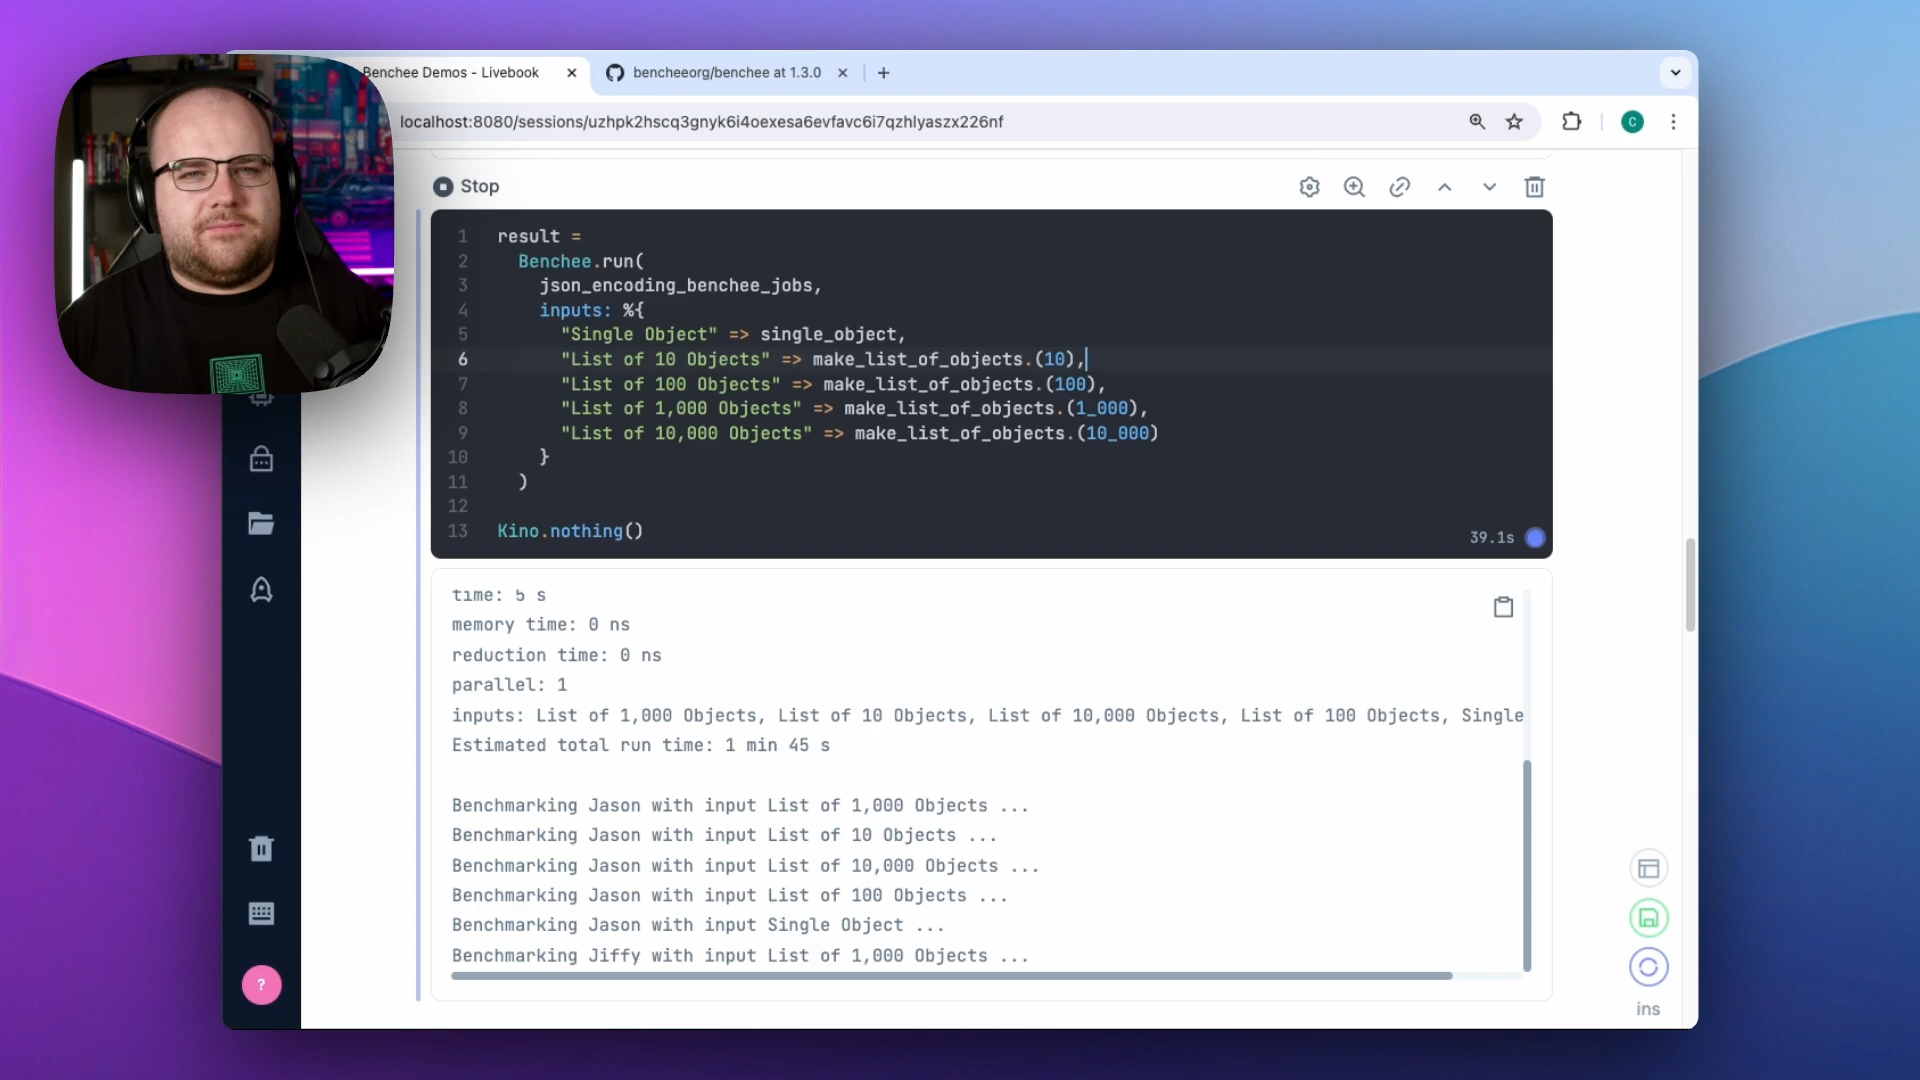 Benchee Demos - Livebook
bencheeorg/benchee at 1.3.0
localhost:8080/sessions/uzhpk2hscq3gnyk6i4oexesa6evfavc6i7qzhlyaszx226nf
C
Stop
1 result =
2 Benchee.run(
3 json_encoding_benchee_jobs,
4 inputs: %{
5 "Single Object" => single_object,
6 "List of 10 Objects" => make_list_of_objects.(10),
7 "List of 100 Objects" => make_list_of_objects.(100),
8 "List of 1,000 Objects" => make_list_of_objects.(1_000),
9 "List of 10,000 Objects" => make_list_of_objects.(10_000)
10 }
11 )
12
13 Kino.nothing()
39.1s
time: 5 s
memory time: 0 ns
reduction time: 0 ns
parallel: 1
inputs: List of 1,000 Objects, List of 10 Objects, List of 10,000 Objects, List of 100 Objects, Single
Estimated total run time: 1 min 45 s
Benchmarking Jason with input List of 1,000 Objects ...
Benchmarking Jason with input List of 10 Objects ...
Benchmarking Jason with input List of 10,000 Objects ...
Benchmarking Jason with input List of 100 Objects ...
Benchmarking Jason with input Single Object ...
Benchmarking Jiffy with input List of 1,000 Objects ...
?
ins